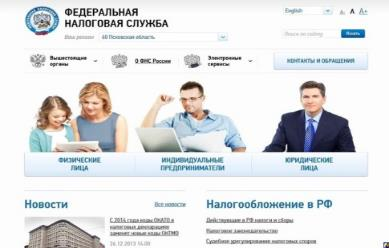 ФЕДЕРАЛЬНАЯ
НАЛОГОВАЯ СЛУЖБА
English
A A A+
Ваш регион
60 Псковская область
Поиск по сайту
Искать
Вышестоящие
органы
О ФНС России
Электронные
сервисы
КОНТАКТЫ И ОБРАЩЕНИЯ
ФИЗИЧЕСКИЕ
ЛИЦА
ИНДИВИДУАЛЬНЫЕ
ПРЕДПРИНИМАТЕЛИ
ЮРИДИЧЕСКИЕ
ЛИЦА
Новости
Все новости
С 2014 года коды ОКАТО в
налоговых декларациях
заменят новые коды ОКТМО
26.12.2013 14:00
Налогообложение в РФ
Действующие в РФ налоги и сборы
Налоговое законодательство
Судебное урегулирование налоговых споров